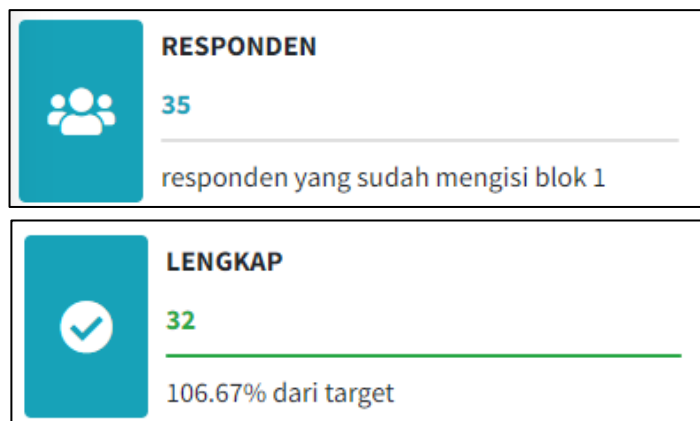 RESPONDEN
35
responden yang sudah mengisi blok 1
LENGKAP
32
106.67% dari target